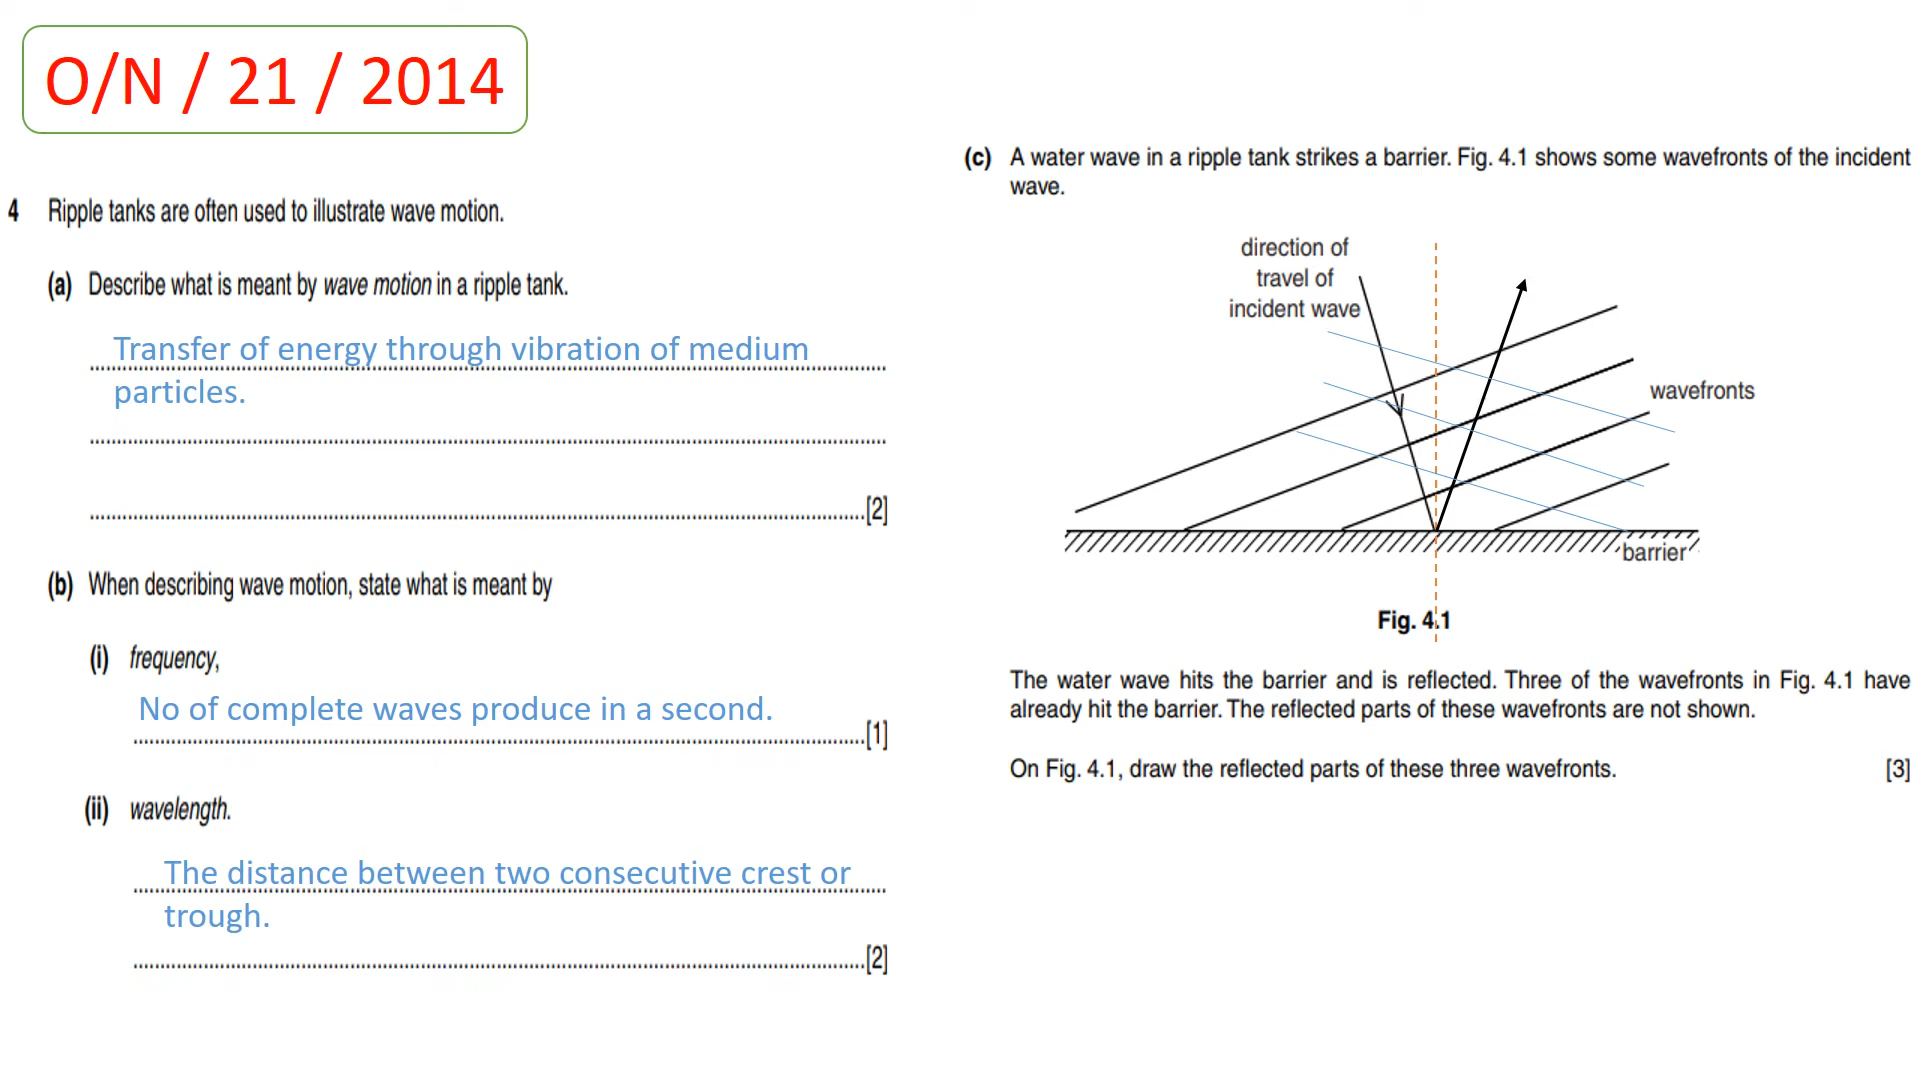 O/N / 21 / 2014
4 Ripple tanks are often used to illustrate wave motion.
(a) Describe what is meant by wave motion in a ripple tank.
Transfer of energy through vibration of medium
particles.
[2]
(b) When describing wave motion, state what is meant by
(i) frequency,
No of complete waves produce in a second.
[1]
(ii) wavelength.
The distance between two consecutive crest or
trough.
[2]
(c) A water wave in a ripple tank strikes a barrier. Fig. 4.1 shows some wavefronts of the incident
wave.
direction of
travel of
incident wave
wavefronts
barrier
Fig. 4.1
The water wave hits the barrier and is reflected. Three of the wavefronts in Fig. 4.1 have
already hit the barrier. The reflected parts of these wavefronts are not shown.
On Fig. 4.1, draw the reflected parts of these three wavefronts. [3]